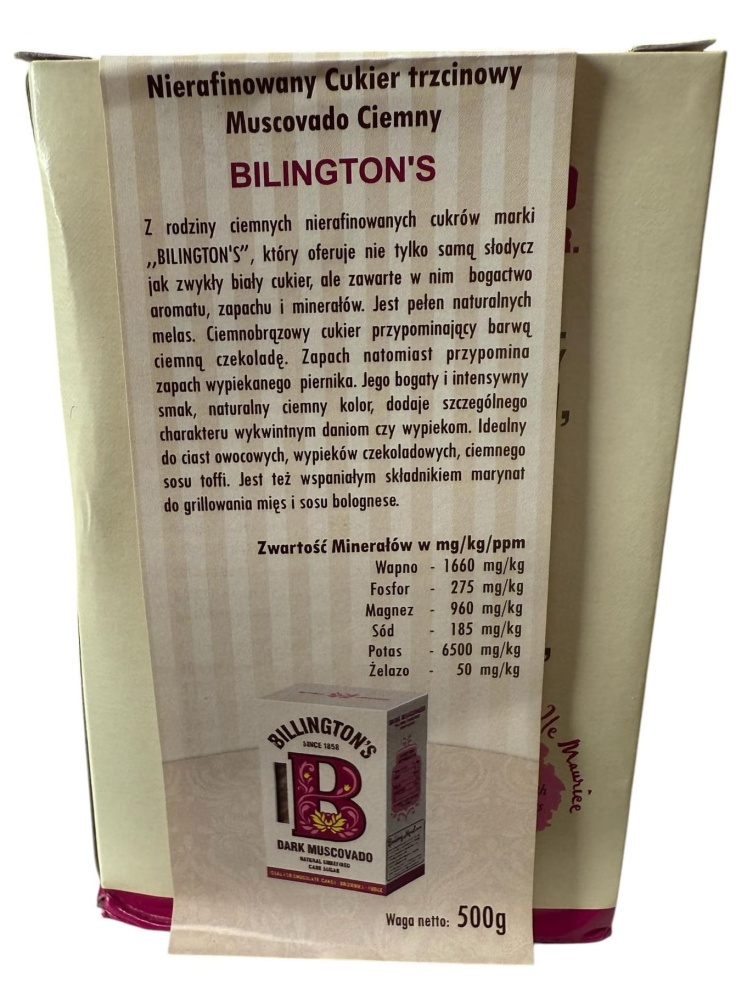 Nierafinowany Cukier trzcinowy
Muscovado Ciemny
BILINGTON'S
Z rodziny ciemnych nierafinowanych cukrów marki
,,BILINGTON'S”, który oferuje nie tylko samą słodycz
jak zwykły biały cukier, ale zawarte w nim bogactwo
aromatu, zapachu i minerałów. Jest pełen naturalnych
melas. Ciemnobrązowy cukier przypominający barwą
ciemną czekoladę. Zapach natomiast przypomina
zapach wypiekanego piernika. Jego bogaty i intensywny
smak, naturalny ciemny kolor, dodaje szczególnego
charakteru wykwintnym daniom czy wypiekom. Idealny
do ciast owocowych, wypieków czekoladowych, ciemnego
sosu toffi. Jest też wspaniałym składnikiem marynat
do grillowania mięs i sosu bolognese.
Zwartość Minerałów w mg/kg/ppm
Wapno - 1660 mg/kg
Fosfor - 275 mg/kg
Magnez - 960 mg/kg
Sód - 185 mg/kg
Potas - 6500 mg/kg
Żelazo - 50 mg/kg
BILLINGTON'S
SINCE 1858
B
DARK MUSCOVADO
NATURAL UNREFINED
CANE SUGAR
Ile Maurice
Waga netto: 500g